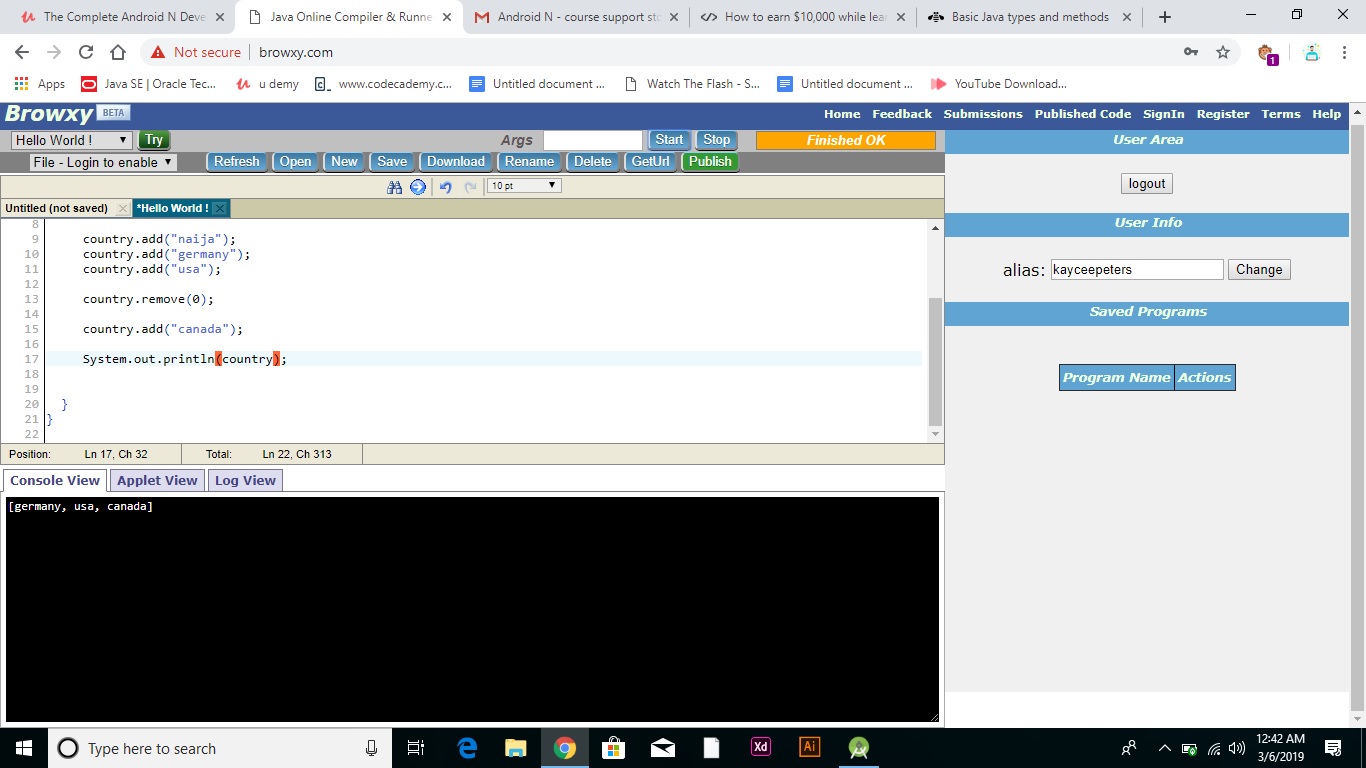 The Complete Android N Deve
Java Online Compiler & Runne
Android N - course support sto
How to earn $10,000 while lea
Basic Java types and methods
Not secure
browxy.com
1
Apps
Java SE | Oracle Tec...
u demy
www.codecademy.c...
Untitled document ...
Watch The Flash - S...
Untitled document ...
YouTube Download...
Browxy BETA
Home Feedback Submissions Published Code SignIn Register Terms Help
Hello World ! Try Args Start Stop Finished OK
User Area
File - Login to enable Refresh Open New Save Download Rename Delete GetUrl Publish
logout
10 pt
Untitled (not saved) *Hello World !
User Info
8
9 country.add("naija");
10 country.add("germany");
11 country.add("usa");
12
13 country.remove(0);
14
15 country.add("canada");
16
17 System.out.println(country);
18
19
20 }
21 }
22
alias: kayceepeters Change
Saved Programs
Program Name Actions
Position: Ln 17, Ch 32 Total: Ln 22, Ch 313
Console View Applet View Log View
[germany, usa, canada]
Type here to search
Xd
Ai
12:42 AM
3/6/2019